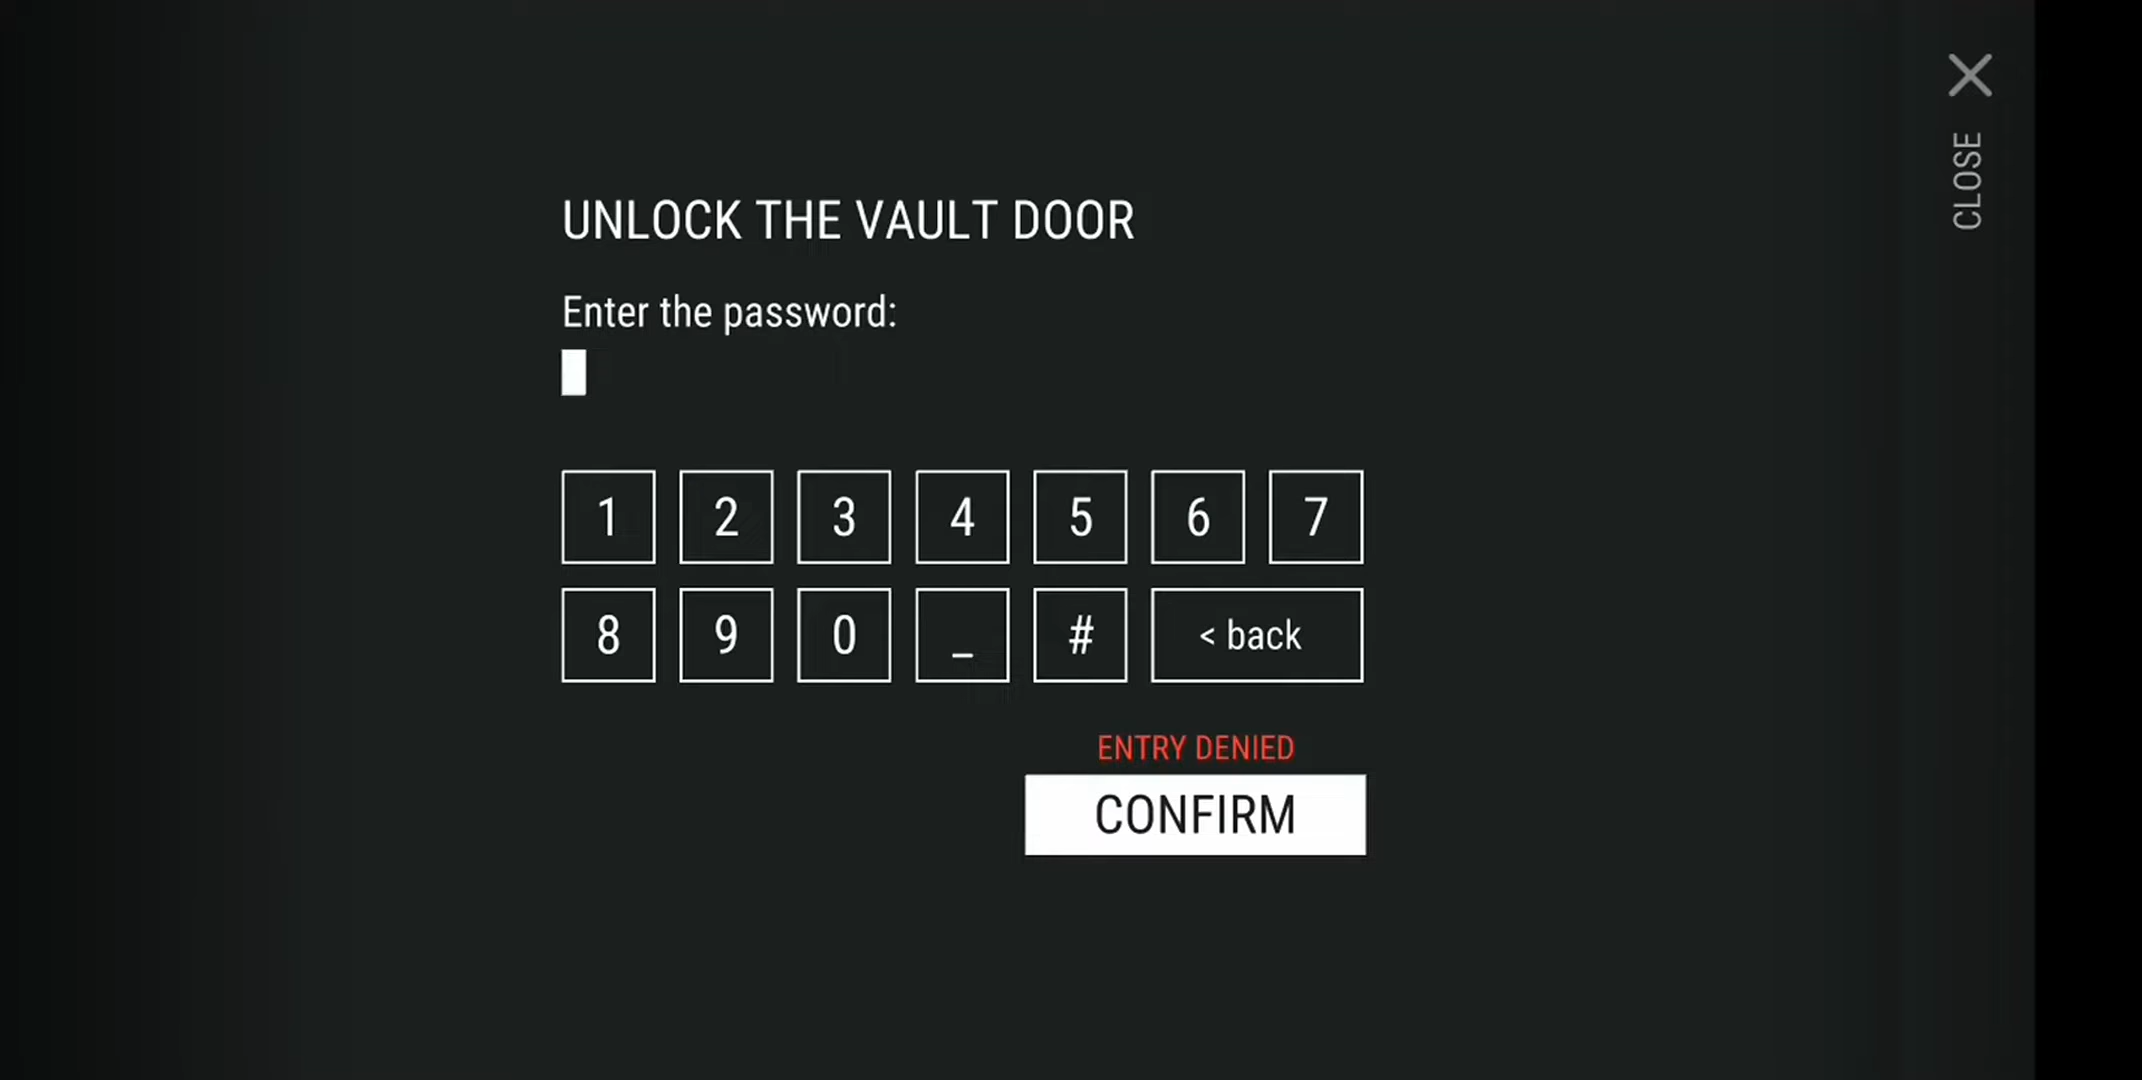 CLOSE
UNLOCK THE VAULT DOOR
Enter the password:
1 2 3 4 5 6 7
8 9 0 _ # < back
ENTRY DENIED
CONFIRM